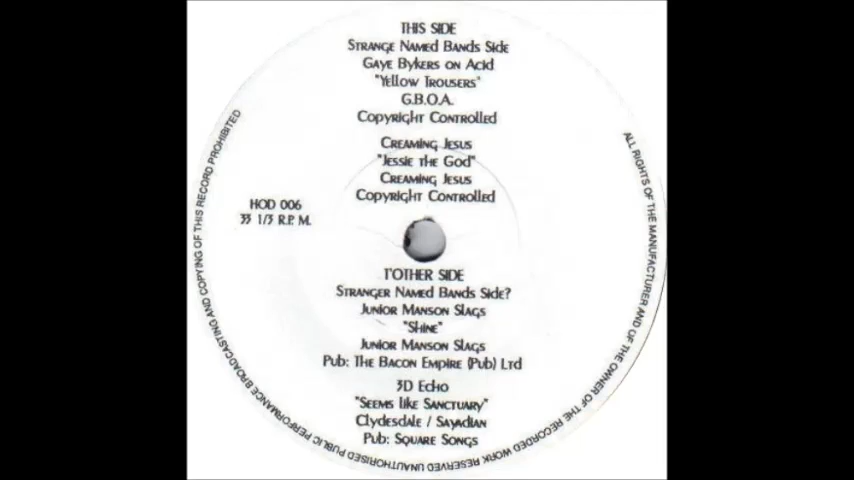 THIS SIDE
Strange Named Bands Side
Gaye Bykers on Acid
"Yellow Trousers"
G.B.O.A.
Copyright Controlled
Creaming Jesus
"Jessie the God"
Creaming Jesus
Copyright Controlled
HOD 006
33 1/3 R.P.M.
T'OTHER SIDE
Stranger Named Bands Side?
Junior Manson Slags
"Shine"
Junior Manson Slags
Pub: The Bacon Empire (Pub) Ltd
3D Echo
"Seems like Sanctuary"
Clydesdale / Sayadian
Pub: Square Songs
ALL RIGHTS OF THE MANUFACTURER AND OF THE OWNER OF THE RECORDED WORK RESERVED UNAUTHORISED PUBLIC PERFORMANCE BROADCASTING AND COPYING OF THIS RECORD PROHIBITED